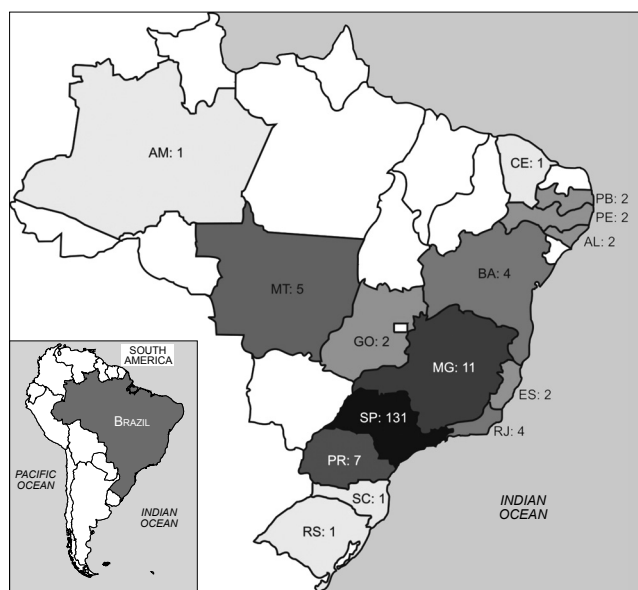 AM: 1
CE: 1
PB: 2
PE: 2
AL: 2
BA: 4
MT: 5
GO: 2
MG: 11
ES: 2
SP: 131
RJ: 4
PR: 7
SC: 1
RS: 1
INDIAN
OCEAN
SOUTH
AMERICA
BRAZIL
PACIFIC
OCEAN
INDIAN
OCEAN